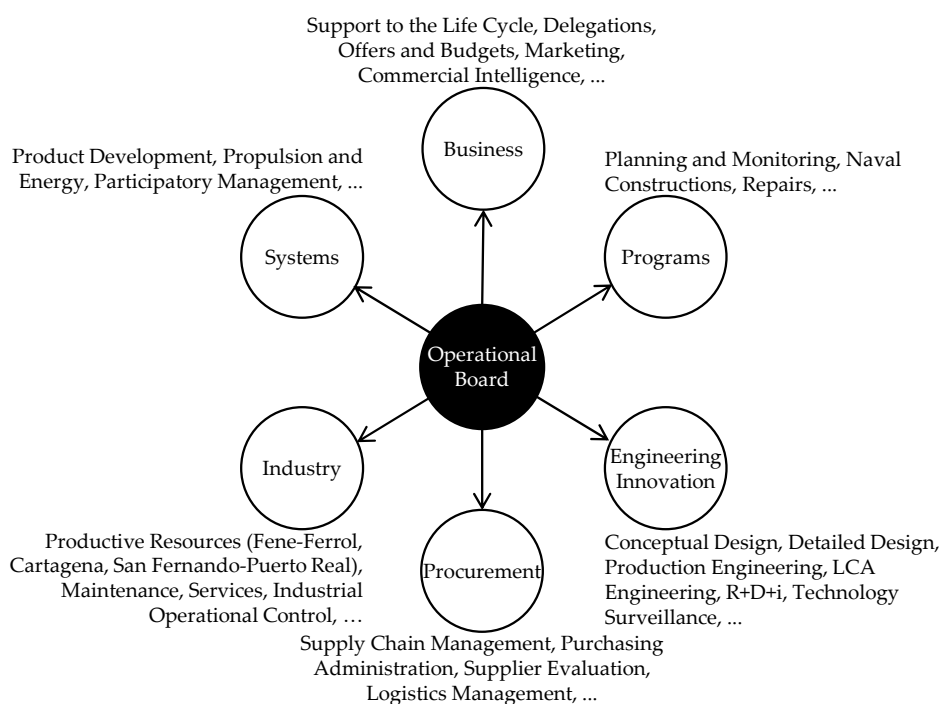 Support to the Life Cycle, Delegations,
Offers and Budgets, Marketing,
Commercial Intelligence, ...
Business
Product Development, Propulsion and
Energy, Participatory Management, ...
Systems
Planning and Monitoring, Naval
Constructions, Repairs, ...
Programs
Operational
Board
Industry
Productive Resources (Fene-Ferrol,
Cartagena, San Fernando-Puerto Real),
Maintenance, Services, Industrial
Operational Control, …
Engineering
Innovation
Conceptual Design, Detailed Design,
Production Engineering, LCA
Engineering, R+D+i, Technology
Surveillance, ...
Procurement
Supply Chain Management, Purchasing
Administration, Supplier Evaluation,
Logistics Management, ...